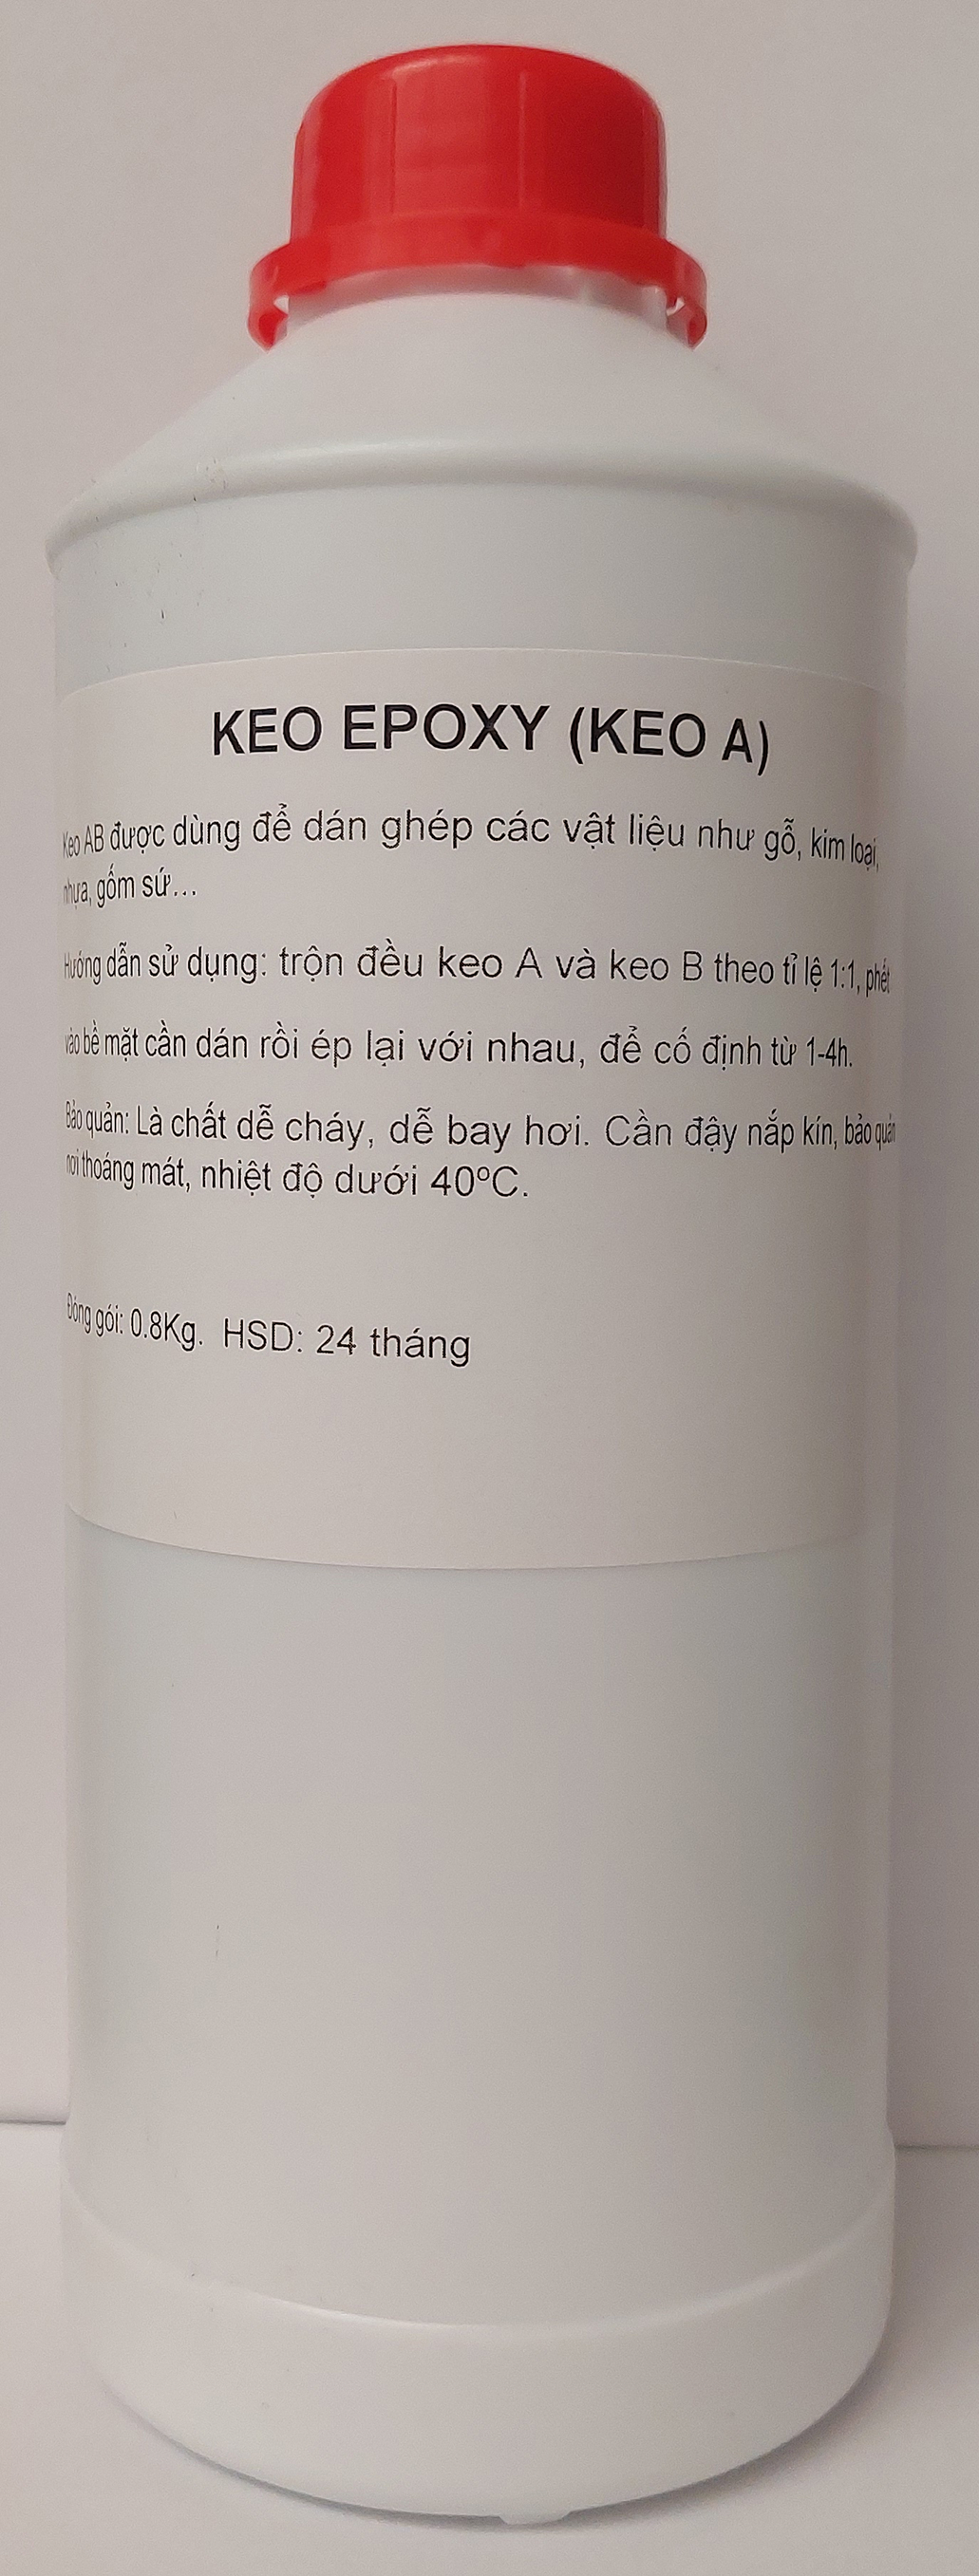 KEO EPOXY (KEO A)
Keo AB được dùng để dán ghép các vật liệu như gỗ, kim loại,
nhựa, gốm sứ...
Hướng dẫn sử dụng: trộn đều keo A và keo B theo tỉ lệ 1:1, phết
vào bề mặt cần dán rồi ép lại với nhau, để cố định từ 1-4h.
Bảo quản: Là chất dễ cháy, dễ bay hơi. Cần đậy nắp kín, bảo quản
nơi thoáng mát, nhiệt độ dưới 40°C.
Đóng gói: 0.8Kg. HSD: 24 tháng